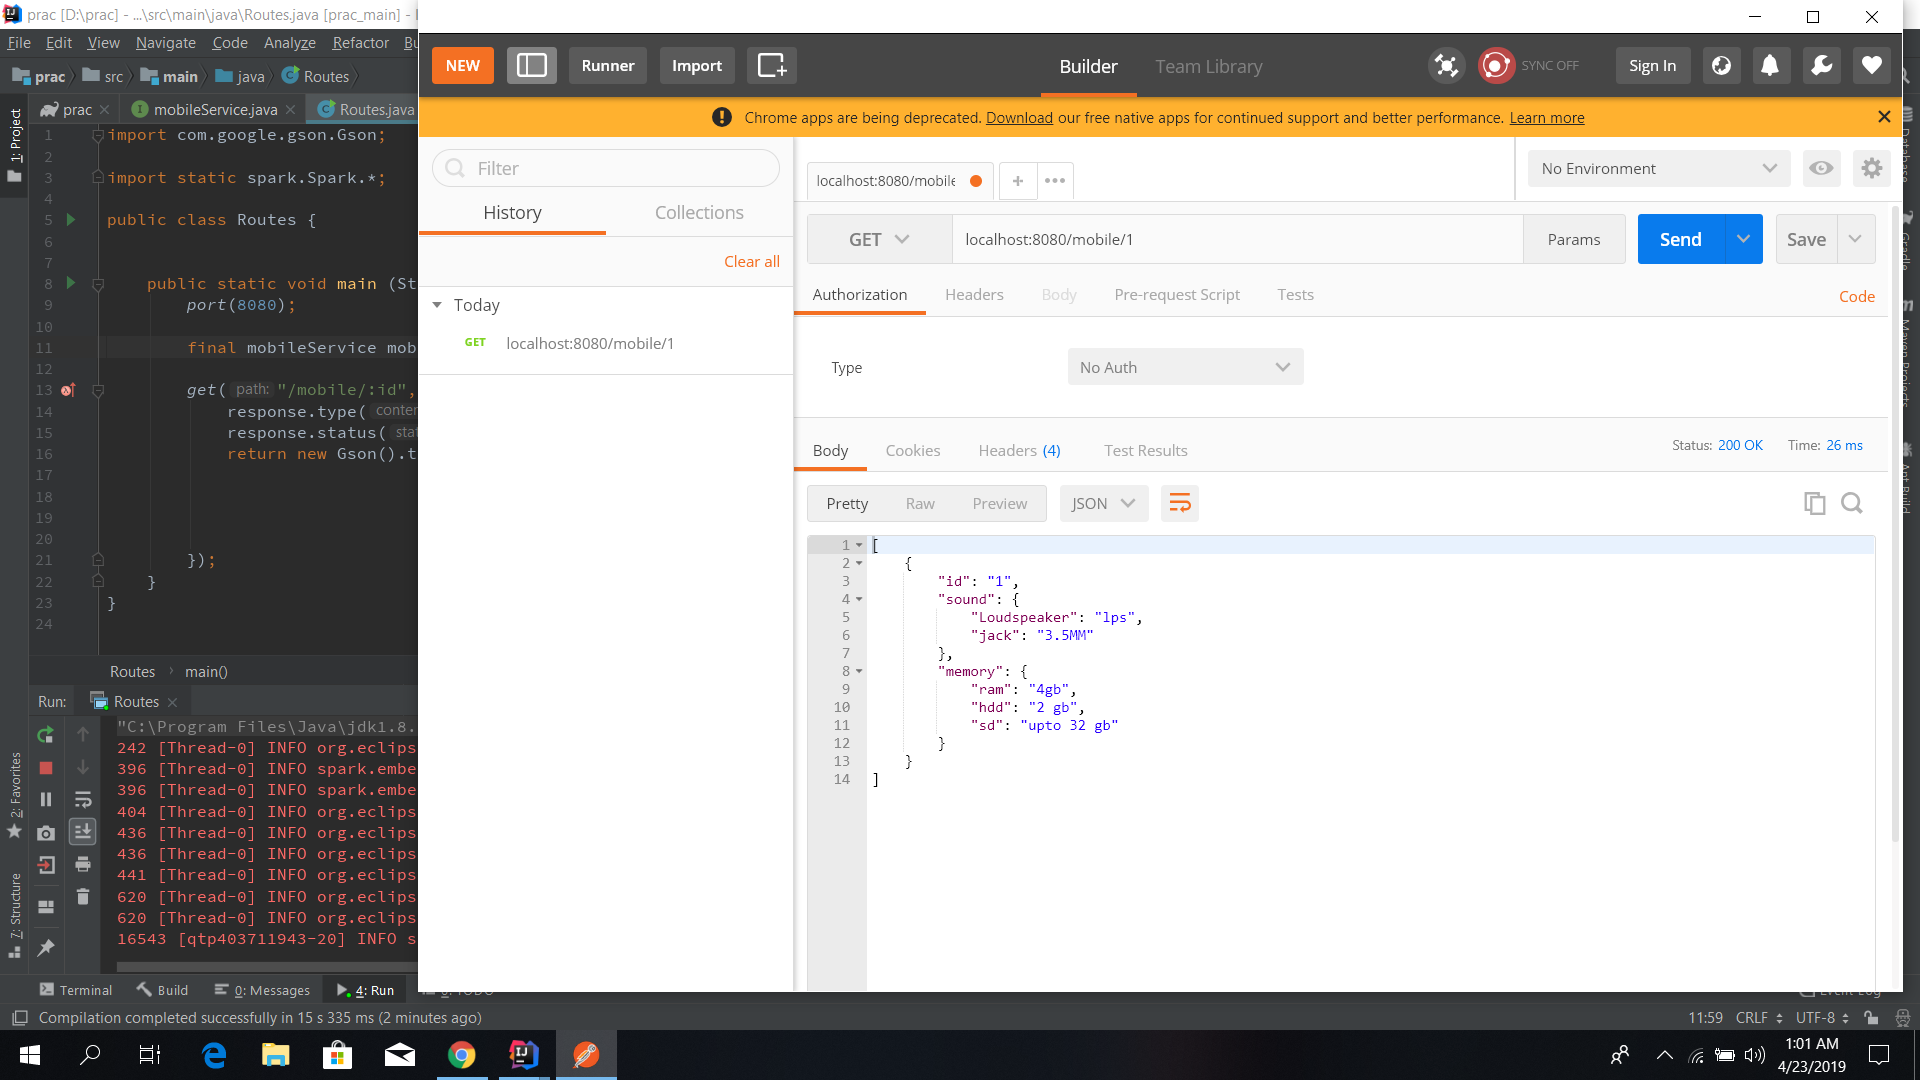 prac [D:\prac] - ...\src\main\java\Routes.java [prac_main] -
File Edit View Navigate Code Analyze Refactor
prac src main java Routes
prac mobileService.java Routes.java
1: Project
1 import com.google.gson.Gson;
2
3 import static spark.Spark.*;
4
5 public class Routes {
6
7
8 public static void main (St
9 port(8080);
10
11 final mobileService mob
12
13 get( path: "/mobile/:id",
14 response.type( conten
15 response.status( stat
16 return new Gson().t
17
18
19
20
21 });
22 }
23 }
24
Routes main()
Run: Routes
"C:\Program Files\Java\jdk1.8.
242 [Thread-0] INFO org.eclips
396 [Thread-0] INFO spark.embe
396 [Thread-0] INFO spark.embe
404 [Thread-0] INFO org.eclips
436 [Thread-0] INFO org.eclips
436 [Thread-0] INFO org.eclips
441 [Thread-0] INFO org.eclips
620 [Thread-0] INFO org.eclips
620 [Thread-0] INFO org.eclips
16543 [qtp403711943-20] INFO s
2: Favorites
7: Structure
Terminal Build 0: Messages 4: Run
Compilation completed successfully in 15 s 335 ms (2 minutes ago)
11:59 CRLF UTF-8
NEW Runner Import Builder Team Library SYNC OFF Sign In
Chrome apps are being deprecated. Download our free native apps for continued support and better performance. Learn more
Filter
History Collections
Clear all
Today
GET localhost:8080/mobile/1
localhost:8080/mobile
No Environment
GET localhost:8080/mobile/1 Params Send Save
Authorization Headers Body Pre-request Script Tests Code
Type No Auth
Body Cookies Headers (4) Test Results Status: 200 OK Time: 26 ms
Pretty Raw Preview JSON
1 [
2 {
3 "id": "1",
4 "sound": {
5 "Loudspeaker": "lps",
6 "jack": "3.5MM"
7 },
8 "memory": {
9 "ram": "4gb",
10 "hdd": "2 gb",
11 "sd": "upto 32 gb"
12 }
13 }
14 ]
1:01 AM
4/23/2019